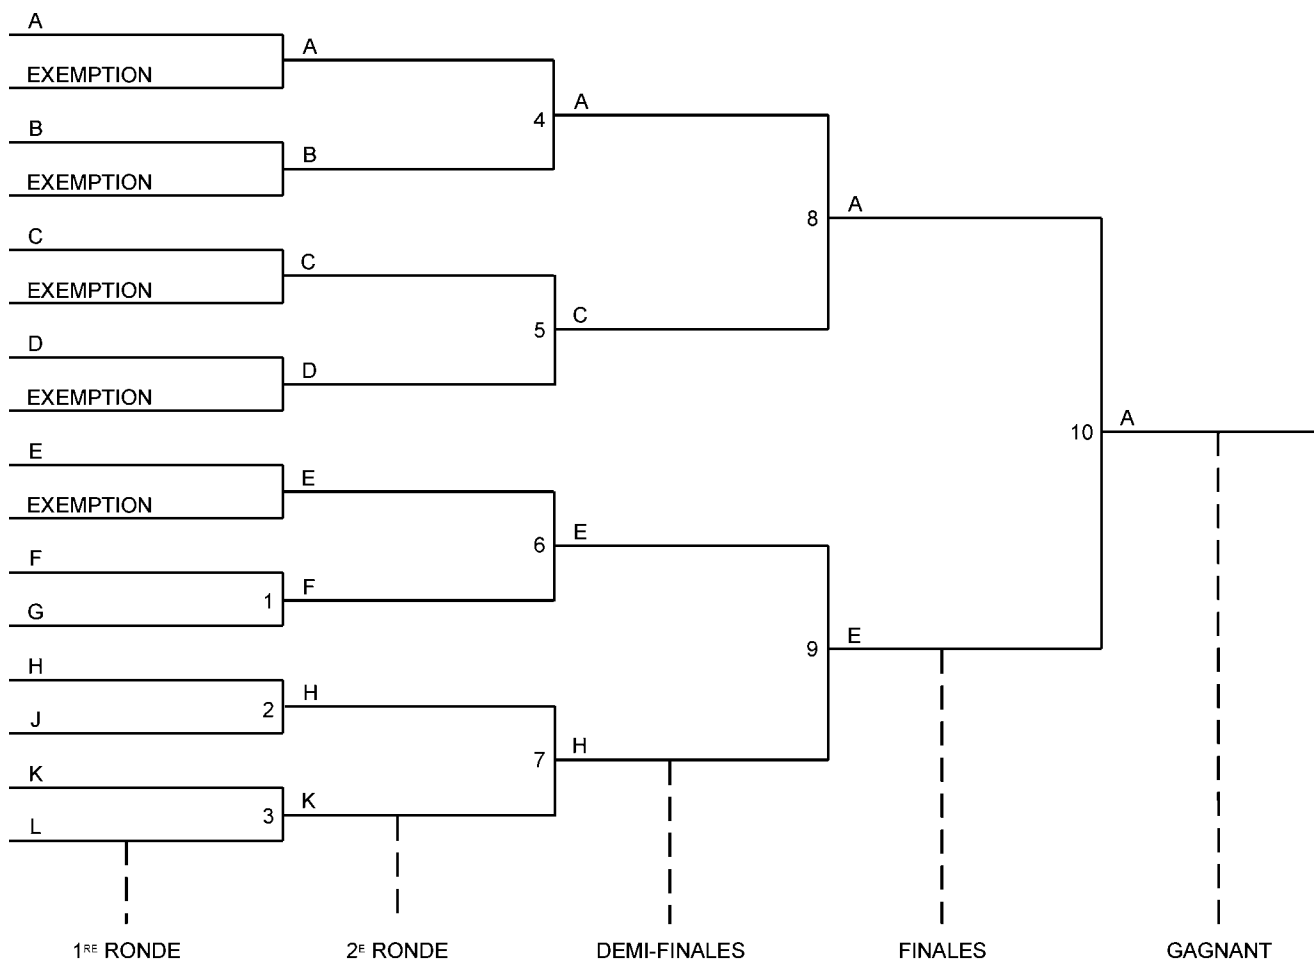 A
EXEMPTION
B
EXEMPTION
C
EXEMPTION
D
EXEMPTION
E
EXEMPTION
F
G
1
H
J
2
K
L
3
A
B
4
C
D
5
E
F
6
H
K
7
A
C
8
E
H
9
A
E
10
A
1RE RONDE
2E RONDE
DEMI-FINALES
FINALES
GAGNANT